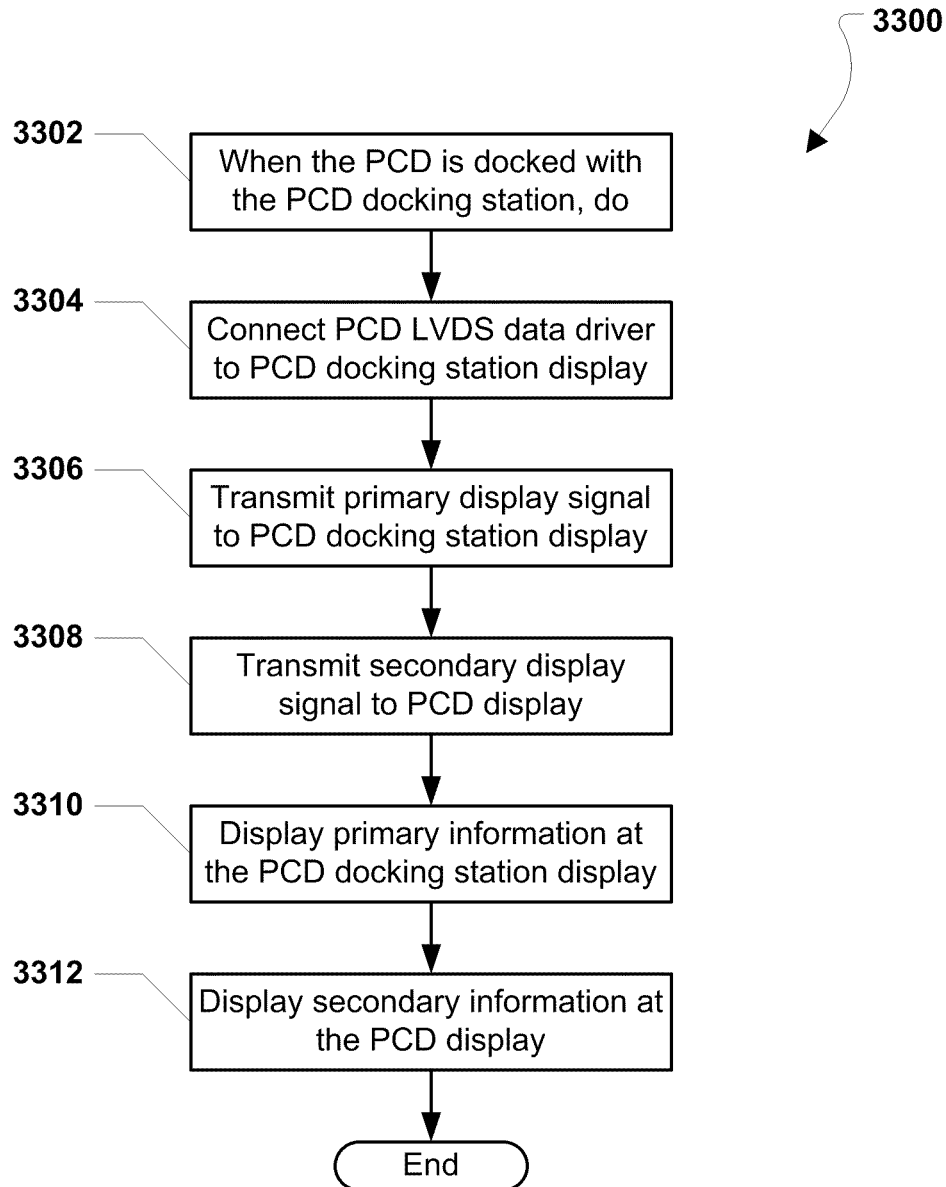 3300
3302
When the PCD is docked with
the PCD docking station, do
3304
Connect PCD LVDS data driver
to PCD docking station display
3306
Transmit primary display signal
to PCD docking station display
3308
Transmit secondary display
signal to PCD display
3310
Display primary information at
the PCD docking station display
3312
Display secondary information at
the PCD display
End